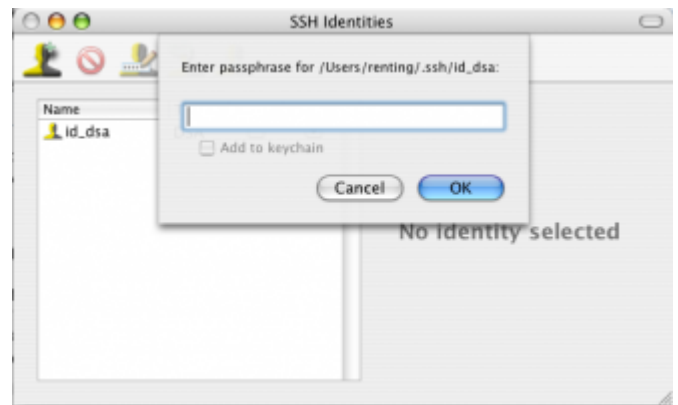 SSH Identities
Enter passphrase for /Users/renting/.ssh/id_dsa:
Add to keychain
Cancel
OK
Name
id_dsa
No identity selected